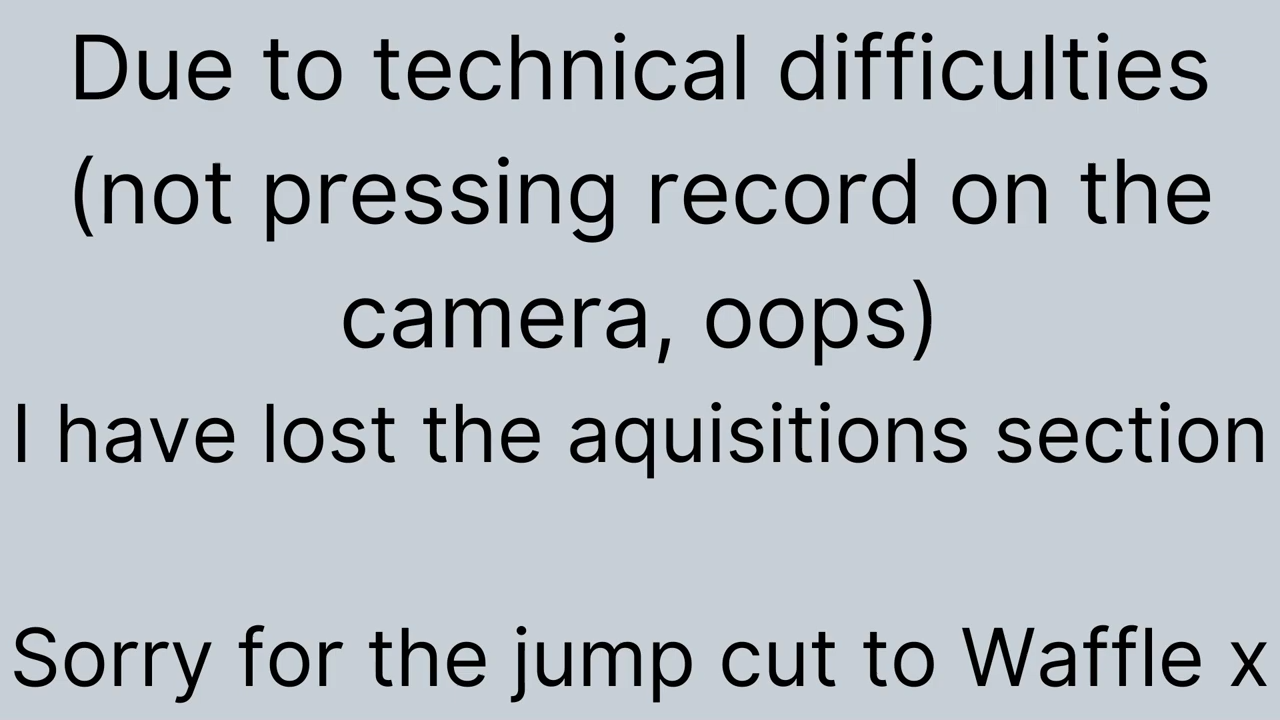 Due to technical difficulties
(not pressing record on the
camera, oops)
I have lost the aquisitions section
Sorry for the jump cut to Waffle x